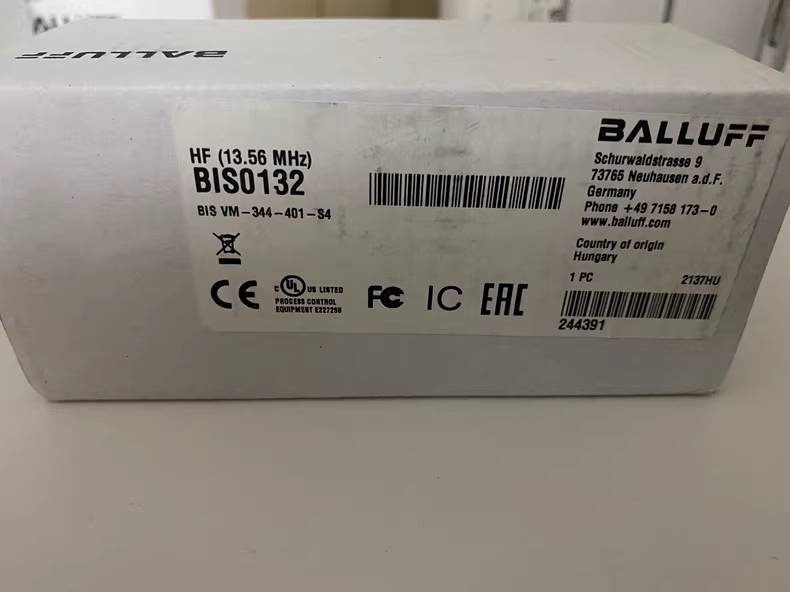 BALLUFF
HF (13.56 MHz)
BIS0132
BIS VM-344-401-S4
CE
C UL US LISTED
PROCESS CONTROL
EQUIPMENT E227256
FC
IC
EAC
BALLUFF
Schurwaldstrasse 9
73765 Neuhausen a.d.F.
Germany
Phone +49 7158 173-0
www.balluff.com
Country of origin
Hungary
1 PC 2137HU
244391